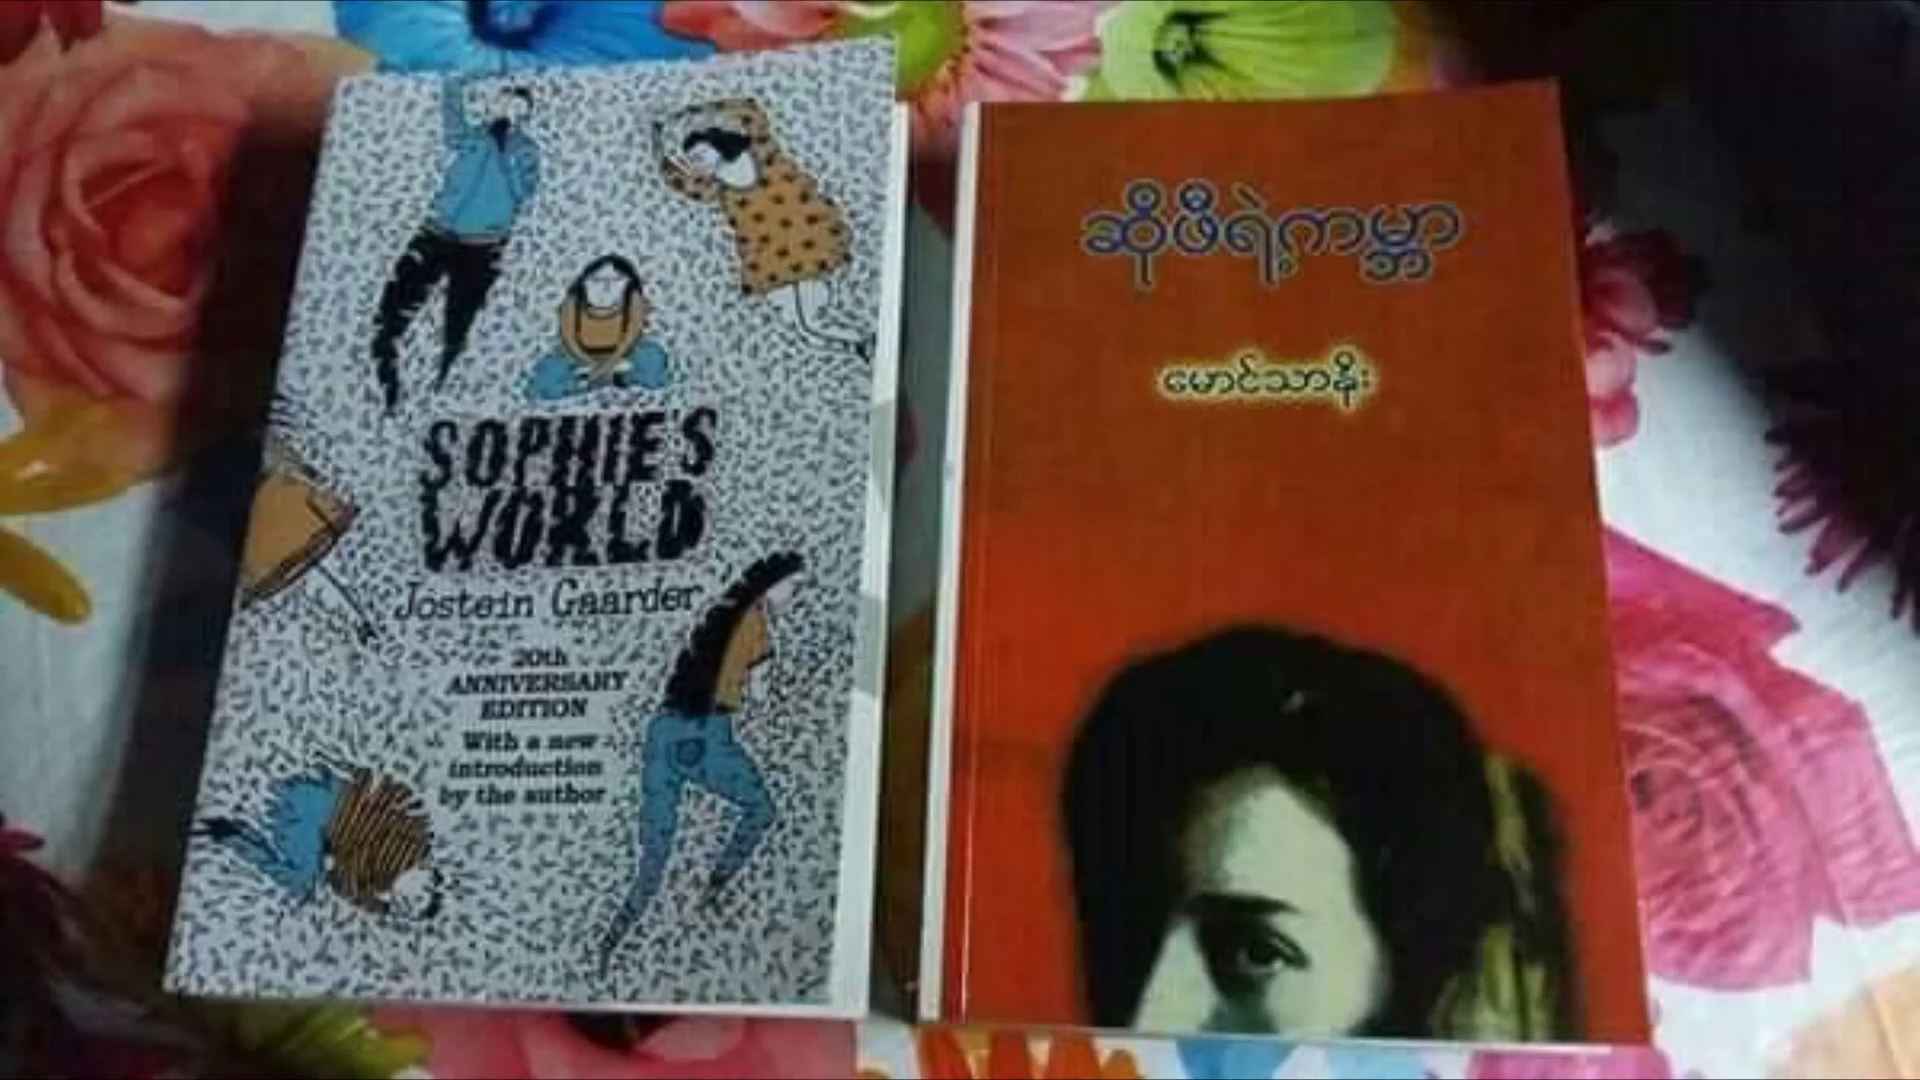 SOPHIE'S
WORLD
Jostein Gaarder
20th
ANNIVERSARY
EDITION
With a new
introduction
by the author
ဆိုဖီရဲ့ကမ္ဘာ
မောင်သာနိုး